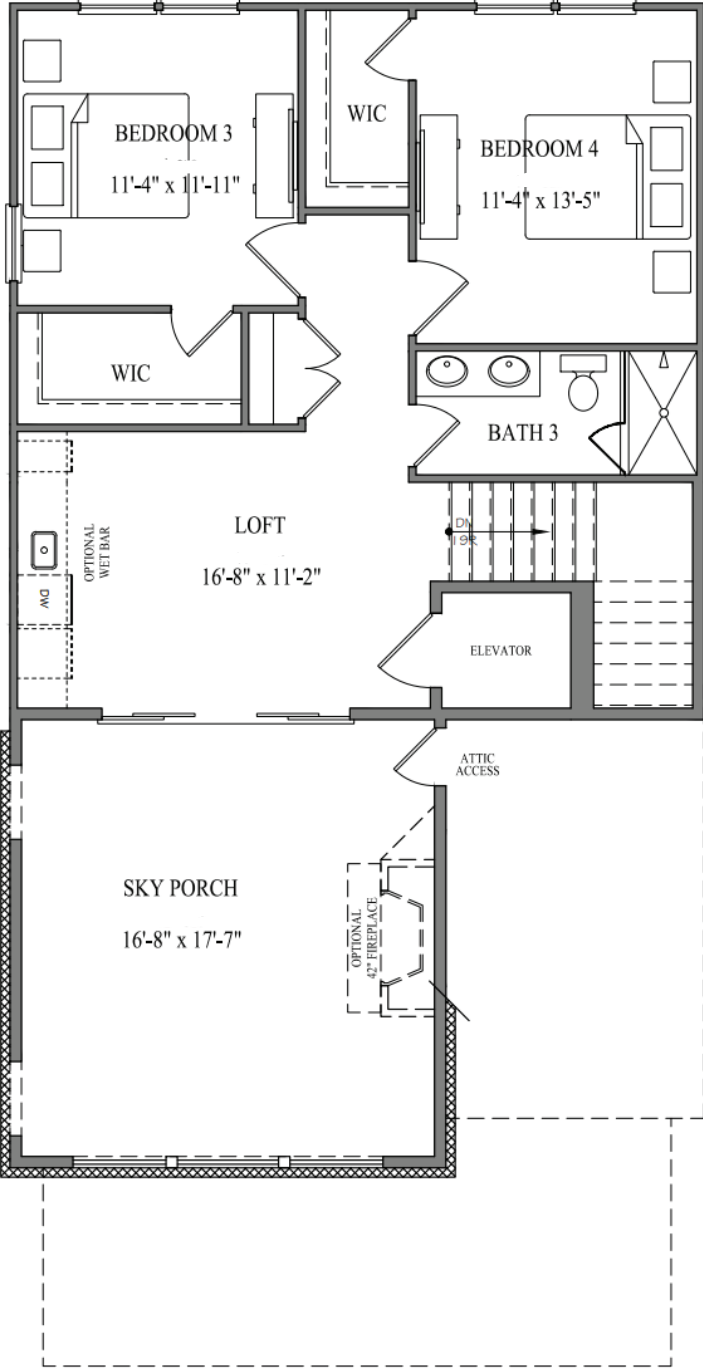 WIC
BEDROOM 3
11'-4" x 11'-11"
BEDROOM 4
11'-4" x 13'-5"
WIC
BATH 3
LOFT
16'-8" x 11'-2"
OPTIONAL
WET BAR
DW
DN
19R
ELEVATOR
ATTIC
ACCESS
SKY PORCH
16'-8" x 17'-7"
OPTIONAL
42" FIREPLACE